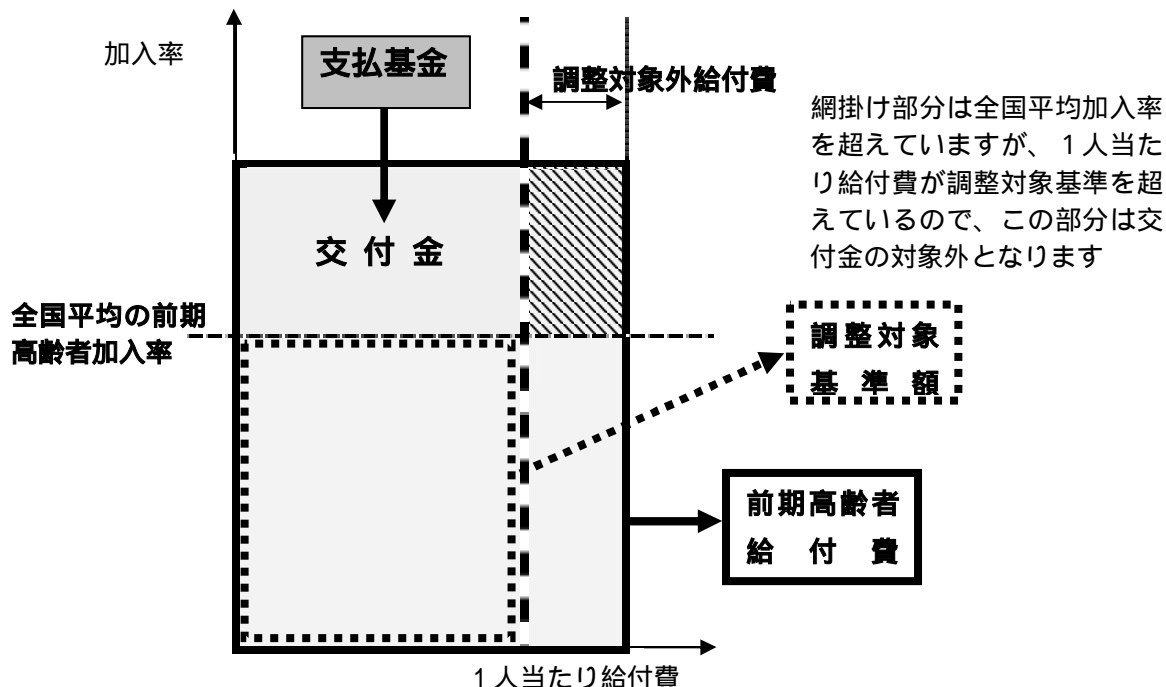 加入率
支払基金
調整対象外給付費
網掛け部分は全国平均加入率
を超えていますが、１人当た
り給付費が調整対象基準を超
えているので、この部分は交
付金の対象外となります
交付金
全国平均の前期
高齢者加入率
調整対象
基準額
前期高齢者
給付費
１人当たり給付費